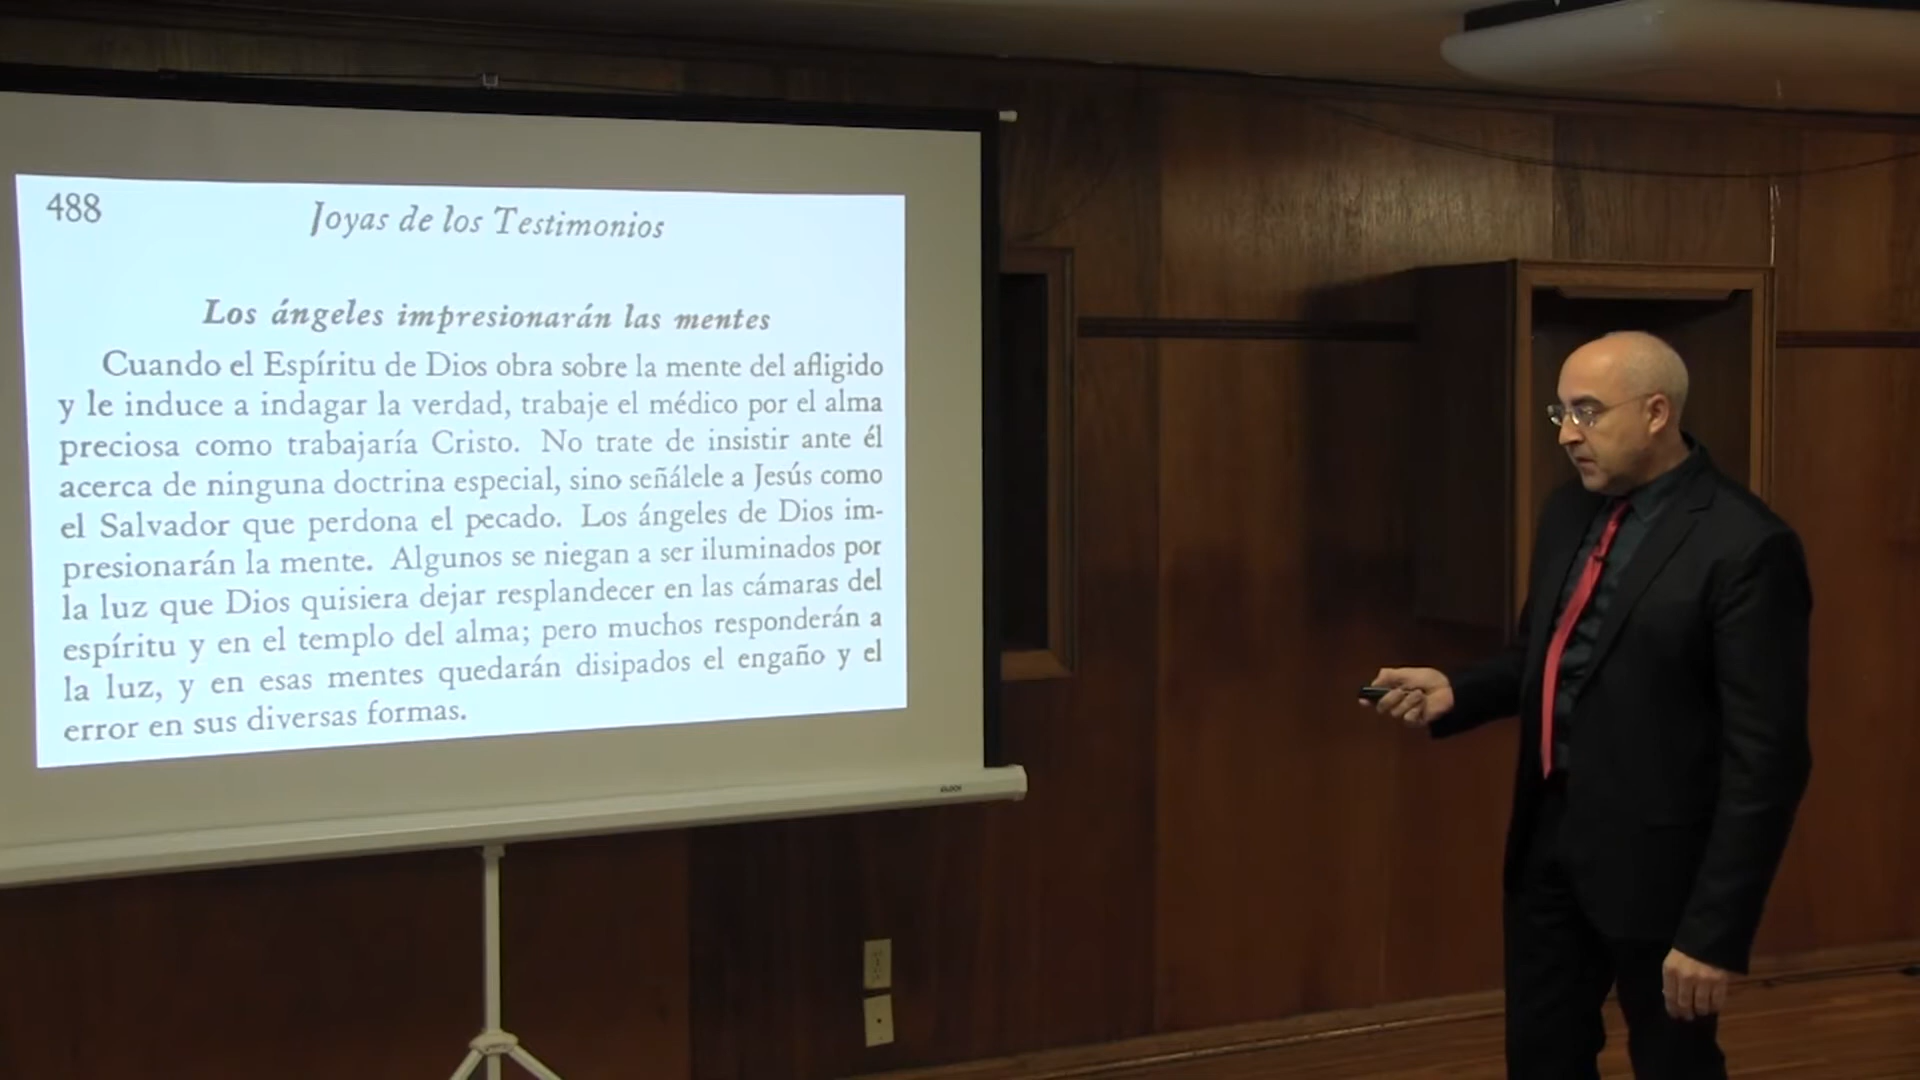 488
Joyas de los Testimonios
Los ángeles impresionarán las mentes
Cuando el Espíritu de Dios obra sobre la mente del afligido
y le induce a indagar la verdad, trabaje el médico por el alma
preciosa como trabajaría Cristo. No trate de insistir ante él
acerca de ninguna doctrina especial, sino señálele a Jesús como
el Salvador que perdona el pecado. Los ángeles de Dios im-
presionarán la mente. Algunos se niegan a ser iluminados por
la luz que Dios quisiera dejar resplandecer en las cámaras del
espíritu y en el templo del alma; pero muchos responderán a
la luz, y en esas mentes quedarán disipados el engaño y el
error en sus diversas formas.